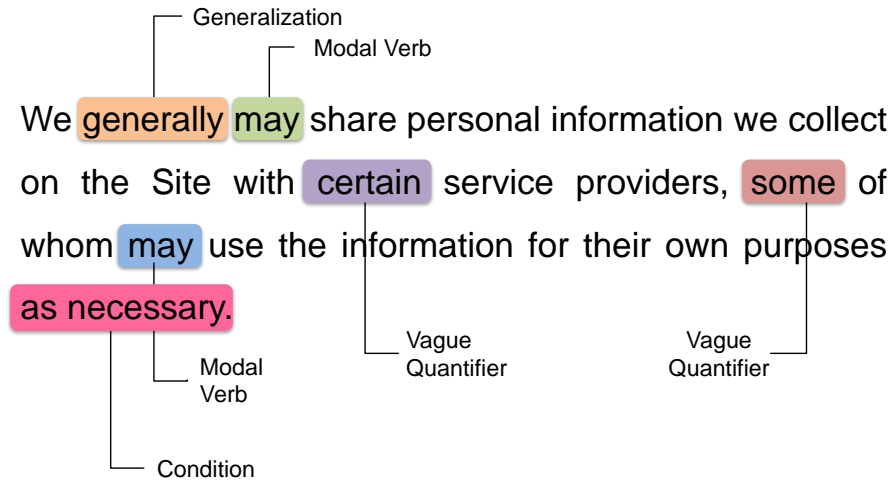 Generalization
Modal Verb
We generally may share personal information we collect
on the Site with certain service providers, some of
whom may use the information for their own purposes
as necessary.
Vague
Quantifier
Vague
Quantifier
Modal
Verb
Condition